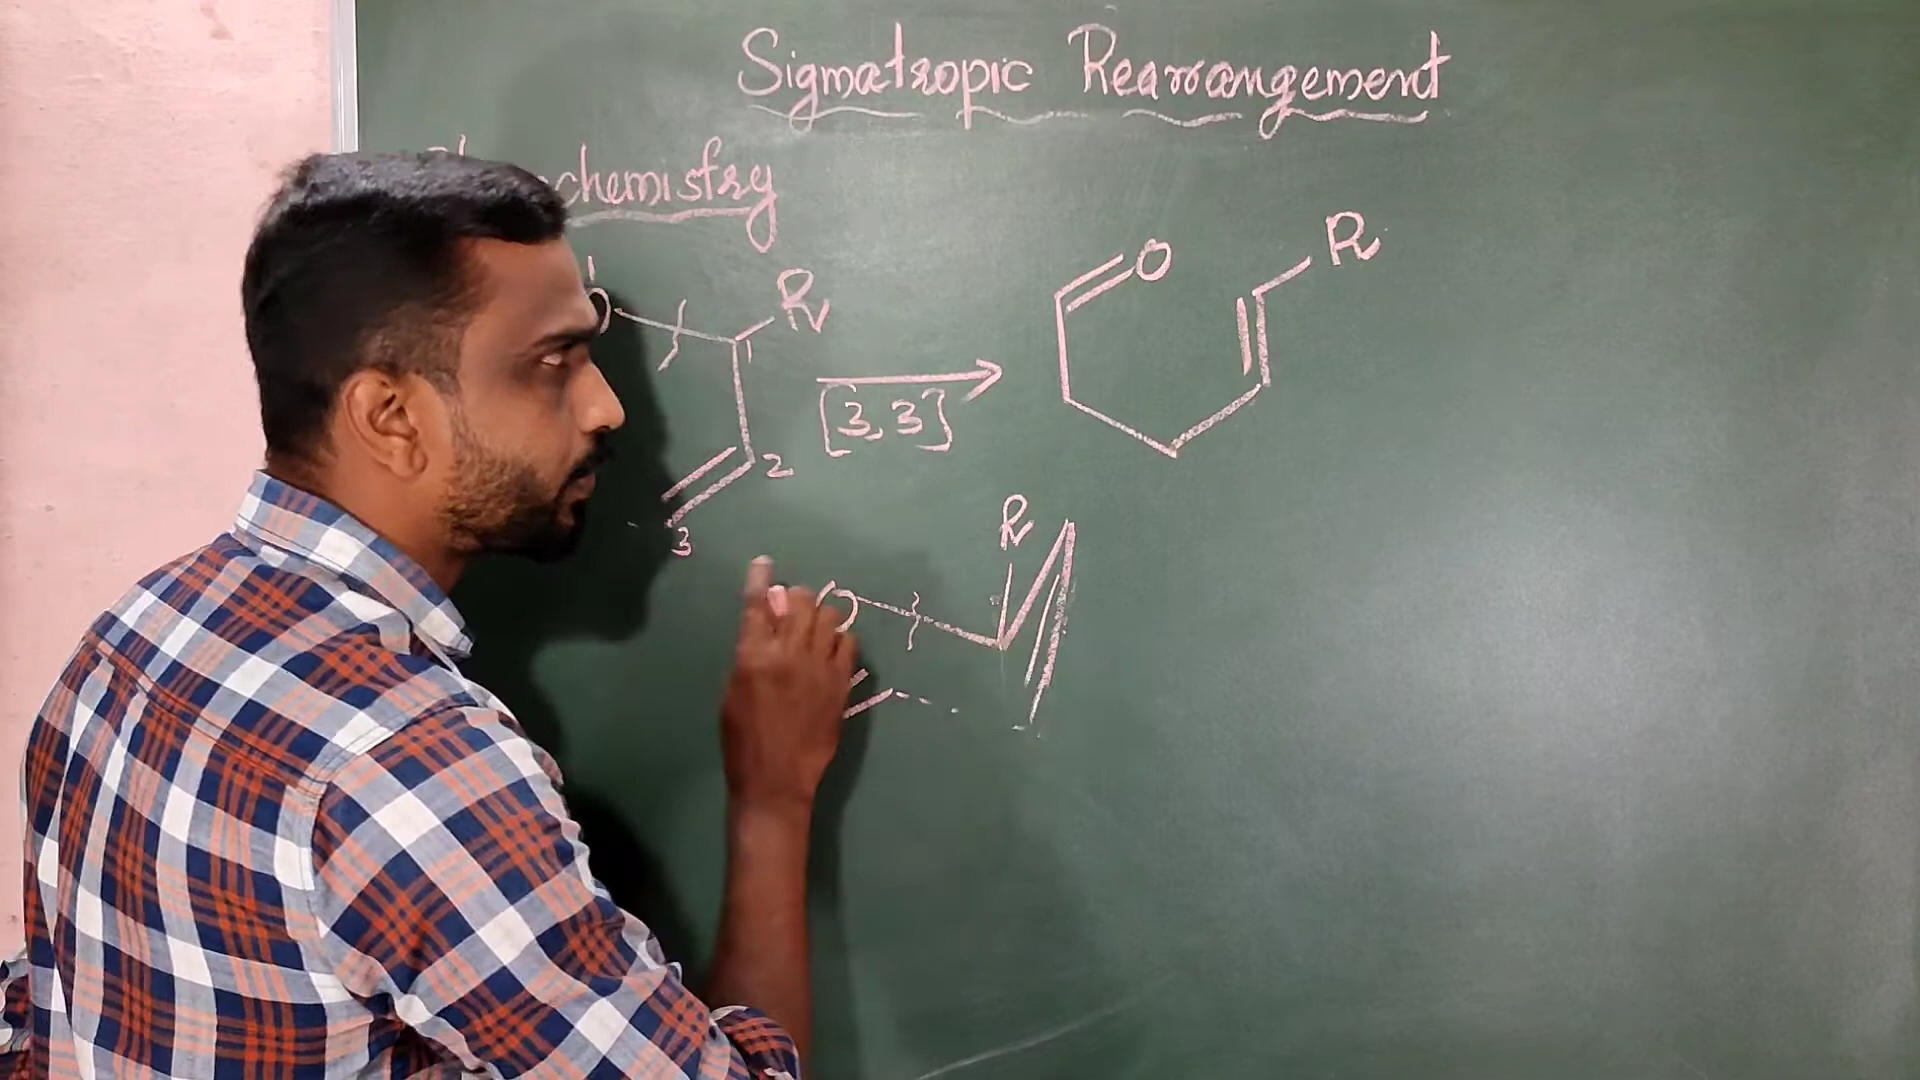 Sigmatropic Rearrangement
chemistry
O R
1
[3,3]
2
3
O R
R
O